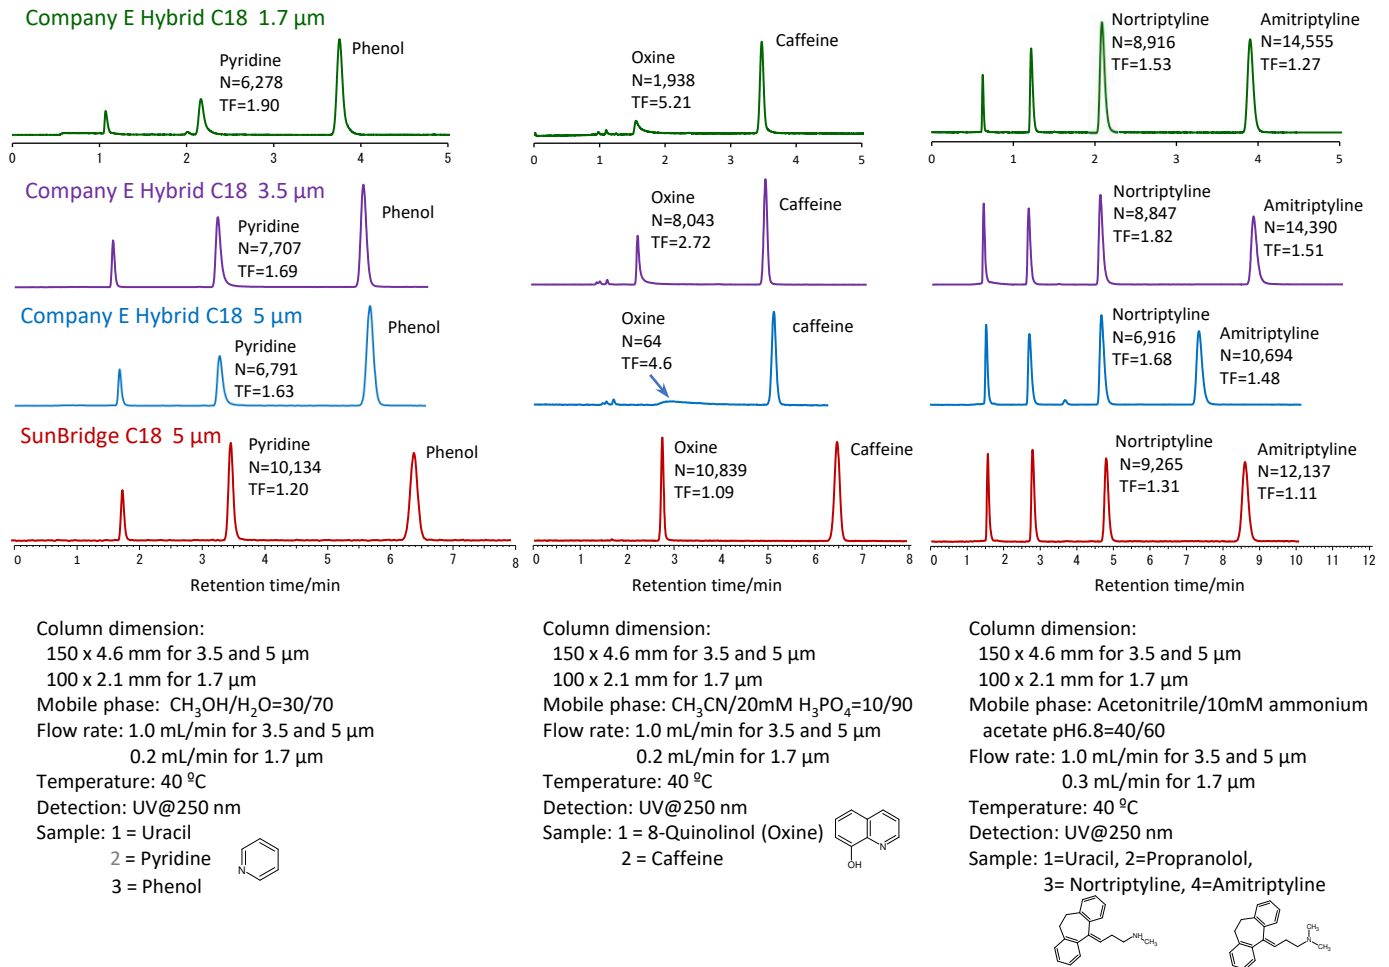 Company E Hybrid C18  1.7 µm
Pyridine
N=6,278
TF=1.90
Phenol
0 1 2 3 4 5
Oxine
N=1,938
TF=5.21
Caffeine
0 1 2 3 4 5
Nortriptyline
N=8,916
TF=1.53
Amitriptyline
N=14,555
TF=1.27
0 1 2 3 4 5
Company E Hybrid C18  3.5 µm
Pyridine
N=7,707
TF=1.69
Phenol
Oxine
N=8,043
TF=2.72
Caffeine
Nortriptyline
N=8,847
TF=1.82
Amitriptyline
N=14,390
TF=1.51
Company E Hybrid C18  5 µm
Pyridine
N=6,791
TF=1.63
Phenol
Oxine
N=64
TF=4.6
caffeine
Nortriptyline
N=6,916
TF=1.68
Amitriptyline
N=10,694
TF=1.48
SunBridge C18  5 µm
Pyridine
N=10,134
TF=1.20
Phenol
Oxine
N=10,839
TF=1.09
Caffeine
Nortriptyline
N=9,265
TF=1.31
Amitriptyline
N=12,137
TF=1.11
0 1 2 3 4 5 6 7 8
Retention time/min
0 1 2 3 4 5 6 7 8
Retention time/min
0 1 2 3 4 5 6 7 8 9 10 11 12
Retention time/min
Column dimension:
150 x 4.6 mm for 3.5 and 5 µm
100 x 2.1 mm for 1.7 µm
Mobile phase:  CH₃OH/H₂O=30/70
Flow rate: 1.0 mL/min for 3.5 and 5 µm
0.2 mL/min for 1.7 µm
Temperature: 40 ºC
Detection: UV@250 nm
Sample: 1 = Uracil
2 = Pyridine
3 = Phenol
N
Column dimension:
150 x 4.6 mm for 3.5 and 5 µm
100 x 2.1 mm for 1.7 µm
Mobile phase: CH₃CN/20mM H₃PO₄=10/90
Flow rate: 1.0 mL/min for 3.5 and 5 µm
0.2 mL/min for 1.7 µm
Temperature: 40 ºC
Detection: UV@250 nm
Sample: 1 = 8-Quinolinol (Oxine)
2 = Caffeine
N
OH
Column dimension:
150 x 4.6 mm for 3.5 and 5 µm
100 x 2.1 mm for 1.7 µm
Mobile phase: Acetonitrile/10mM ammonium
acetate pH6.8=40/60
Flow rate: 1.0 mL/min for 3.5 and 5 µm
0.3 mL/min for 1.7 µm
Temperature: 40 ºC
Detection: UV@250 nm
Sample: 1=Uracil, 2=Propranolol,
3= Nortriptyline, 4=Amitriptyline
NH CH₃
CH₃
N
CH₃